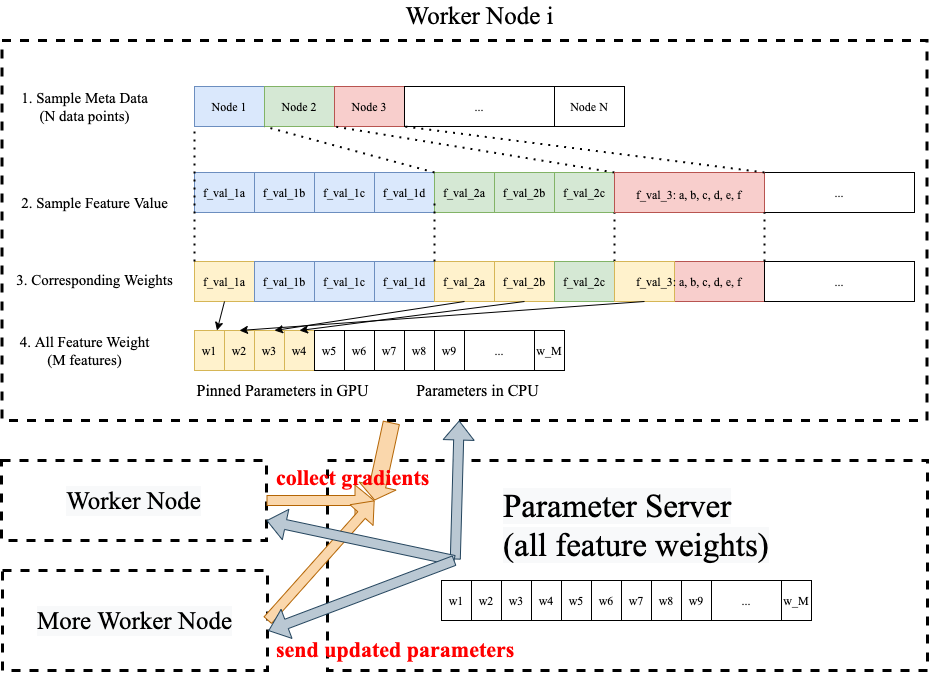 Worker Node i
1. Sample Meta Data
(N data points)
Node 1 Node 2 Node 3 ... Node N
2. Sample Feature Value
f_val_1a f_val_1b f_val_1c f_val_1d f_val_2a f_val_2b f_val_2c f_val_3: a, b, c, d, e, f ...
3. Corresponding Weights
f_val_1a f_val_1b f_val_1c f_val_1d f_val_2a f_val_2b f_val_2c f_val_3: a, b, c, d, e, f ...
4. All Feature Weight
(M features)
w1 w2 w3 w4 w5 w6 w7 w8 w9 ... w_M
Pinned Parameters in GPU Parameters in CPU
collect gradients
Worker Node
Parameter Server
(all feature weights)
w1 w2 w3 w4 w5 w6 w7 w8 w9 ... w_M
More Worker Node
send updated parameters